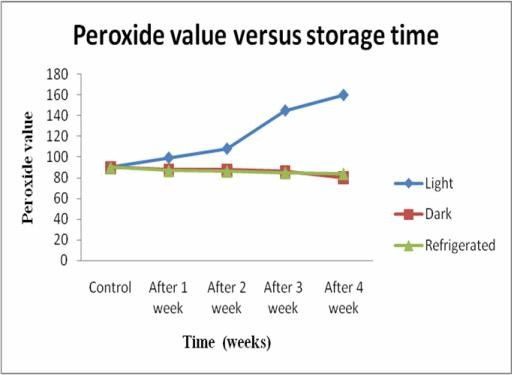 Peroxide value versus storage time
180
160
140
120
100
80
60
40
20
0
Peroxide value
Control
After 1
week
After 2
week
After 3
week
After 4
week
Time (weeks)
Light
Dark
Refrigerated